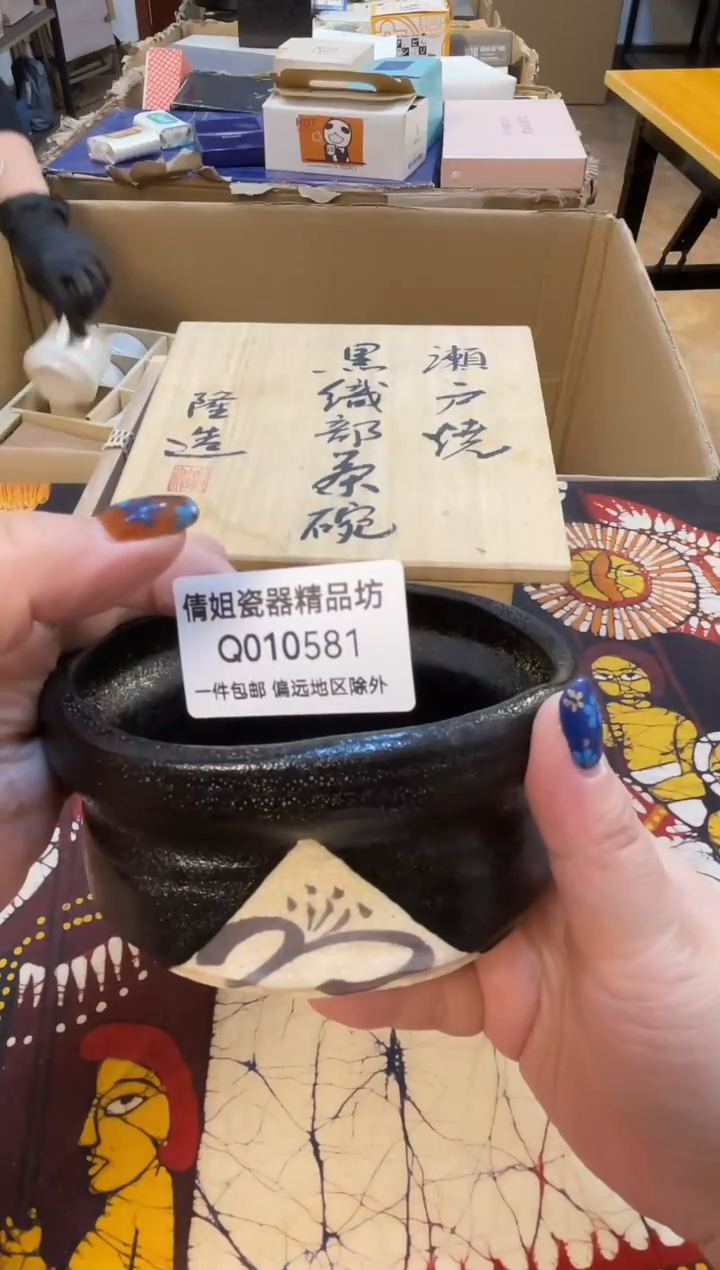 瀬戸焼
黒織部茶碗
隆造
倩姐瓷器精品坊
Q010581
一件包邮 偏远地区除外